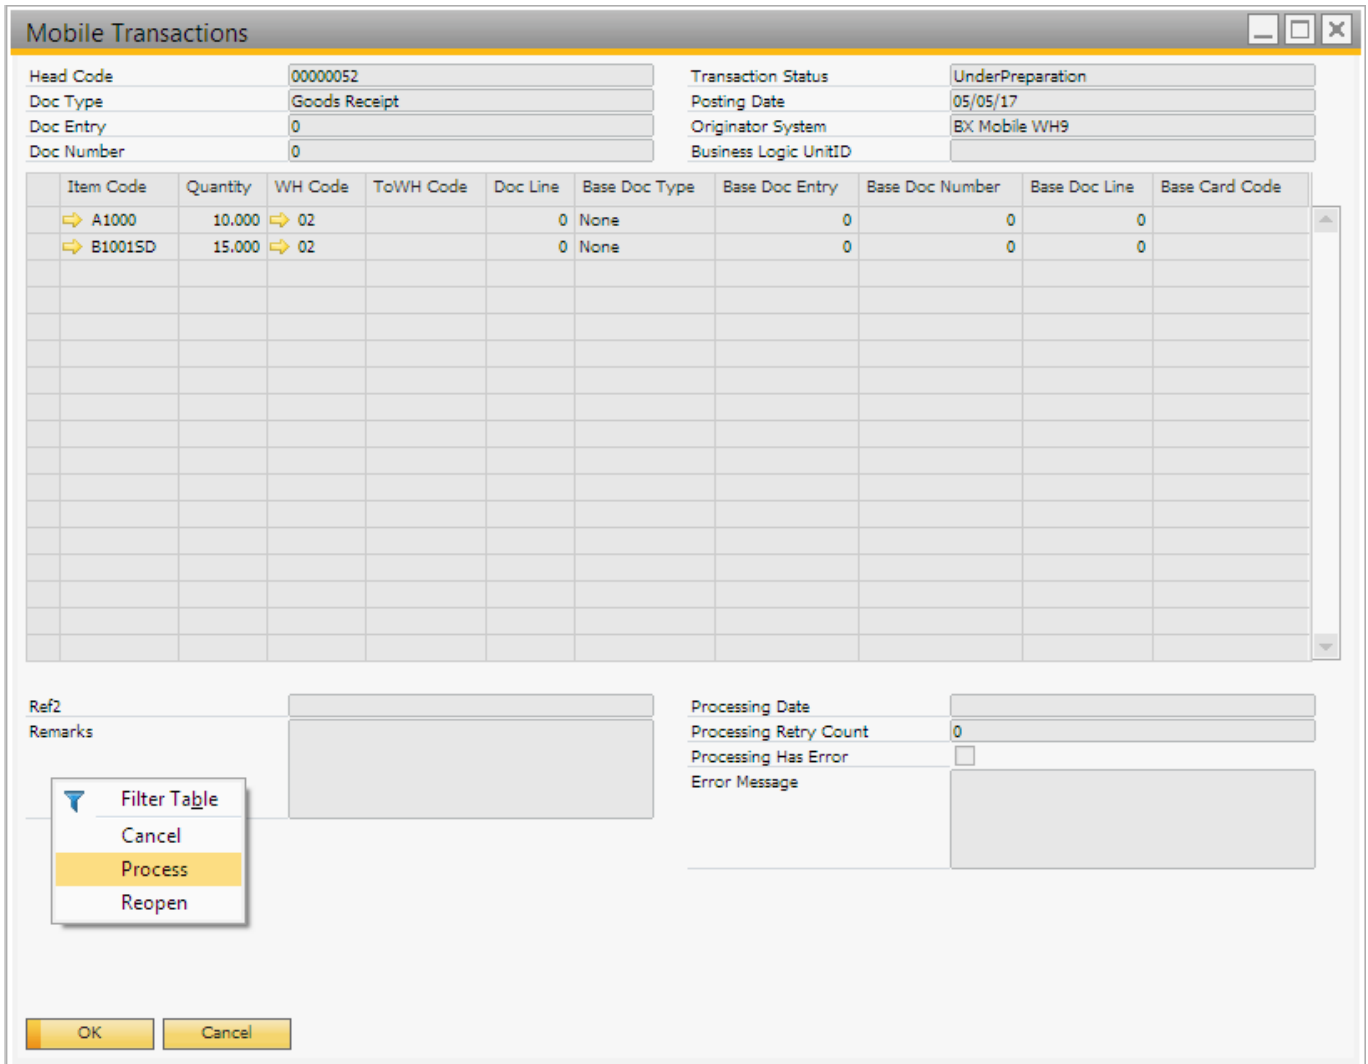 Mobile Transactions
Head Code 00000052 Transaction Status UnderPreparation
Doc Type Goods Receipt Posting Date 05/05/17
Doc Entry 0 Originator System BX Mobile WH9
Doc Number 0 Business Logic UnitID
Item Code Quantity WH Code ToWH Code Doc Line Base Doc Type Base Doc Entry Base Doc Number Base Doc Line Base Card Code
A1000 10.000 02 0 None 0 0 0
B1001SD 15.000 02 0 None 0 0 0
Ref2 Processing Date
Remarks Processing Retry Count 0
Processing Has Error
Error Message
Filter Table
Cancel
Process
Reopen
OK Cancel